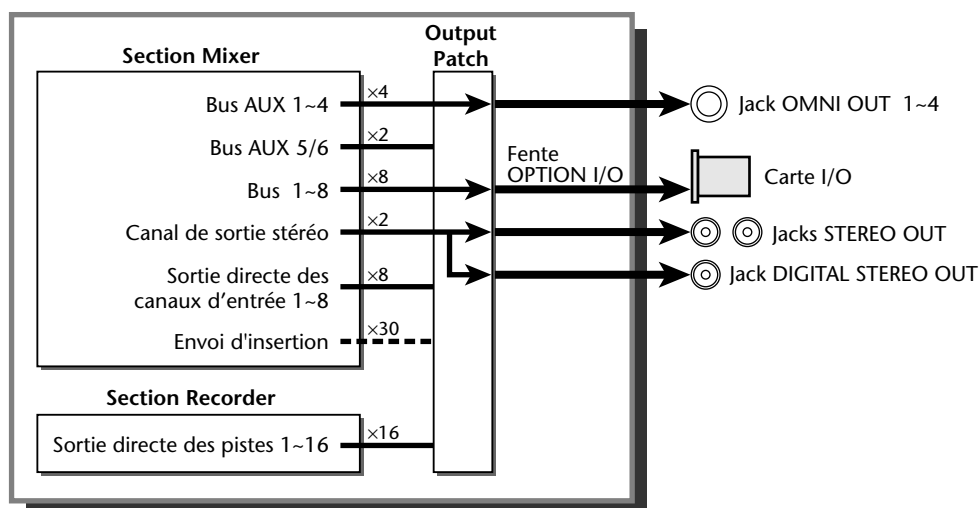 Output
Patch
Section Mixer
Bus AUX 1~4
×4
Jack OMNI OUT 1~4
Bus AUX 5/6
×2
Fente
OPTION I/O
Bus 1~8
×8
Carte I/O
Canal de sortie stéréo
×2
Jacks STEREO OUT
Jack DIGITAL STEREO OUT
Sortie directe des
canaux d’entrée 1~8
×8
Envoi d'insertion
×30
Section Recorder
Sortie directe des pistes 1~16
×16